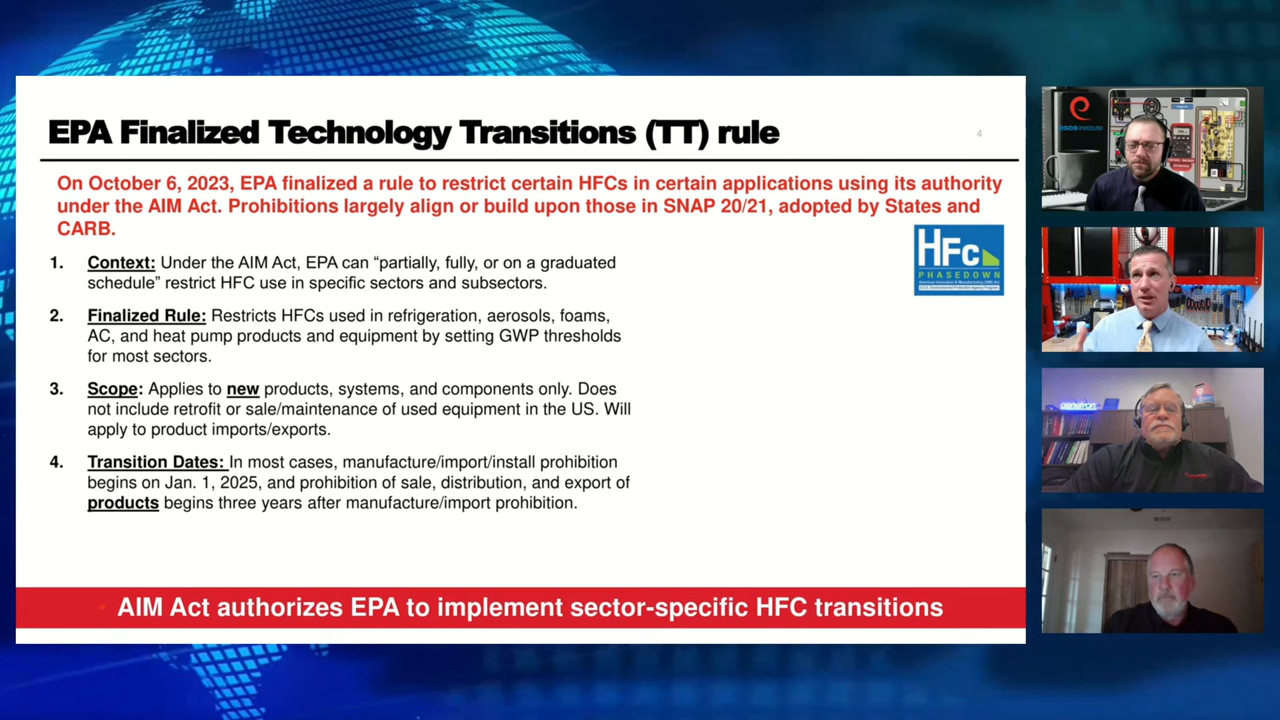 EPA Finalized Technology Transitions (TT) rule
4
On October 6, 2023, EPA finalized a rule to restrict certain HFCs in certain applications using its authority
under the AIM Act. Prohibitions largely align or build upon those in SNAP 20/21, adopted by States and
CARB.
HFc
PHASEDOWN
1. Context: Under the AIM Act, EPA can “partially, fully, or on a graduated
schedule” restrict HFC use in specific sectors and subsectors.
2. Finalized Rule: Restricts HFCs used in refrigeration, aerosols, foams,
AC, and heat pump products and equipment by setting GWP thresholds
for most sectors.
3. Scope: Applies to new products, systems, and components only. Does
not include retrofit or sale/maintenance of used equipment in the US. Will
apply to product imports/exports.
4. Transition Dates: In most cases, manufacture/import/install prohibition
begins on Jan. 1, 2025, and prohibition of sale, distribution, and export of
products begins three years after manufacture/import prohibition.
• AIM Act authorizes EPA to implement sector-specific HFC transitions
esco institute